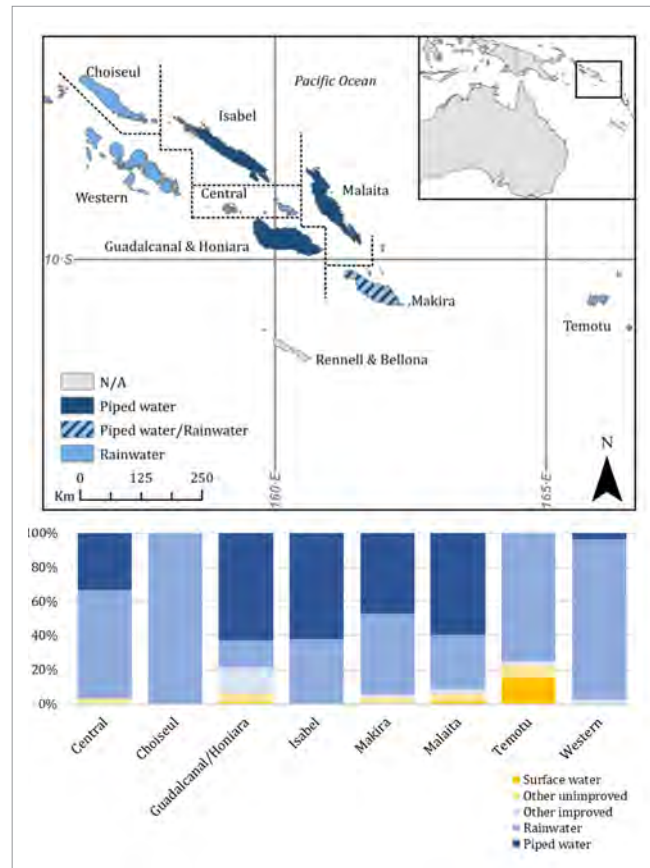 Choiseul
Isabel
Pacific Ocean
Western
Central
Malaita
Guadalcanal & Honiara
10°S
Makira
Temotu
Rennell & Bellona
N/A
Piped water
Piped water/Rainwater
Rainwater
0 125 250
Km
160°E
165°E
N
100%
80%
60%
40%
20%
0%
Central
Choiseul
Guadalcanal/Honiara
Isabel
Makira
Malaita
Temotu
Western
Surface water
Other unimproved
Other improved
Rainwater
Piped water